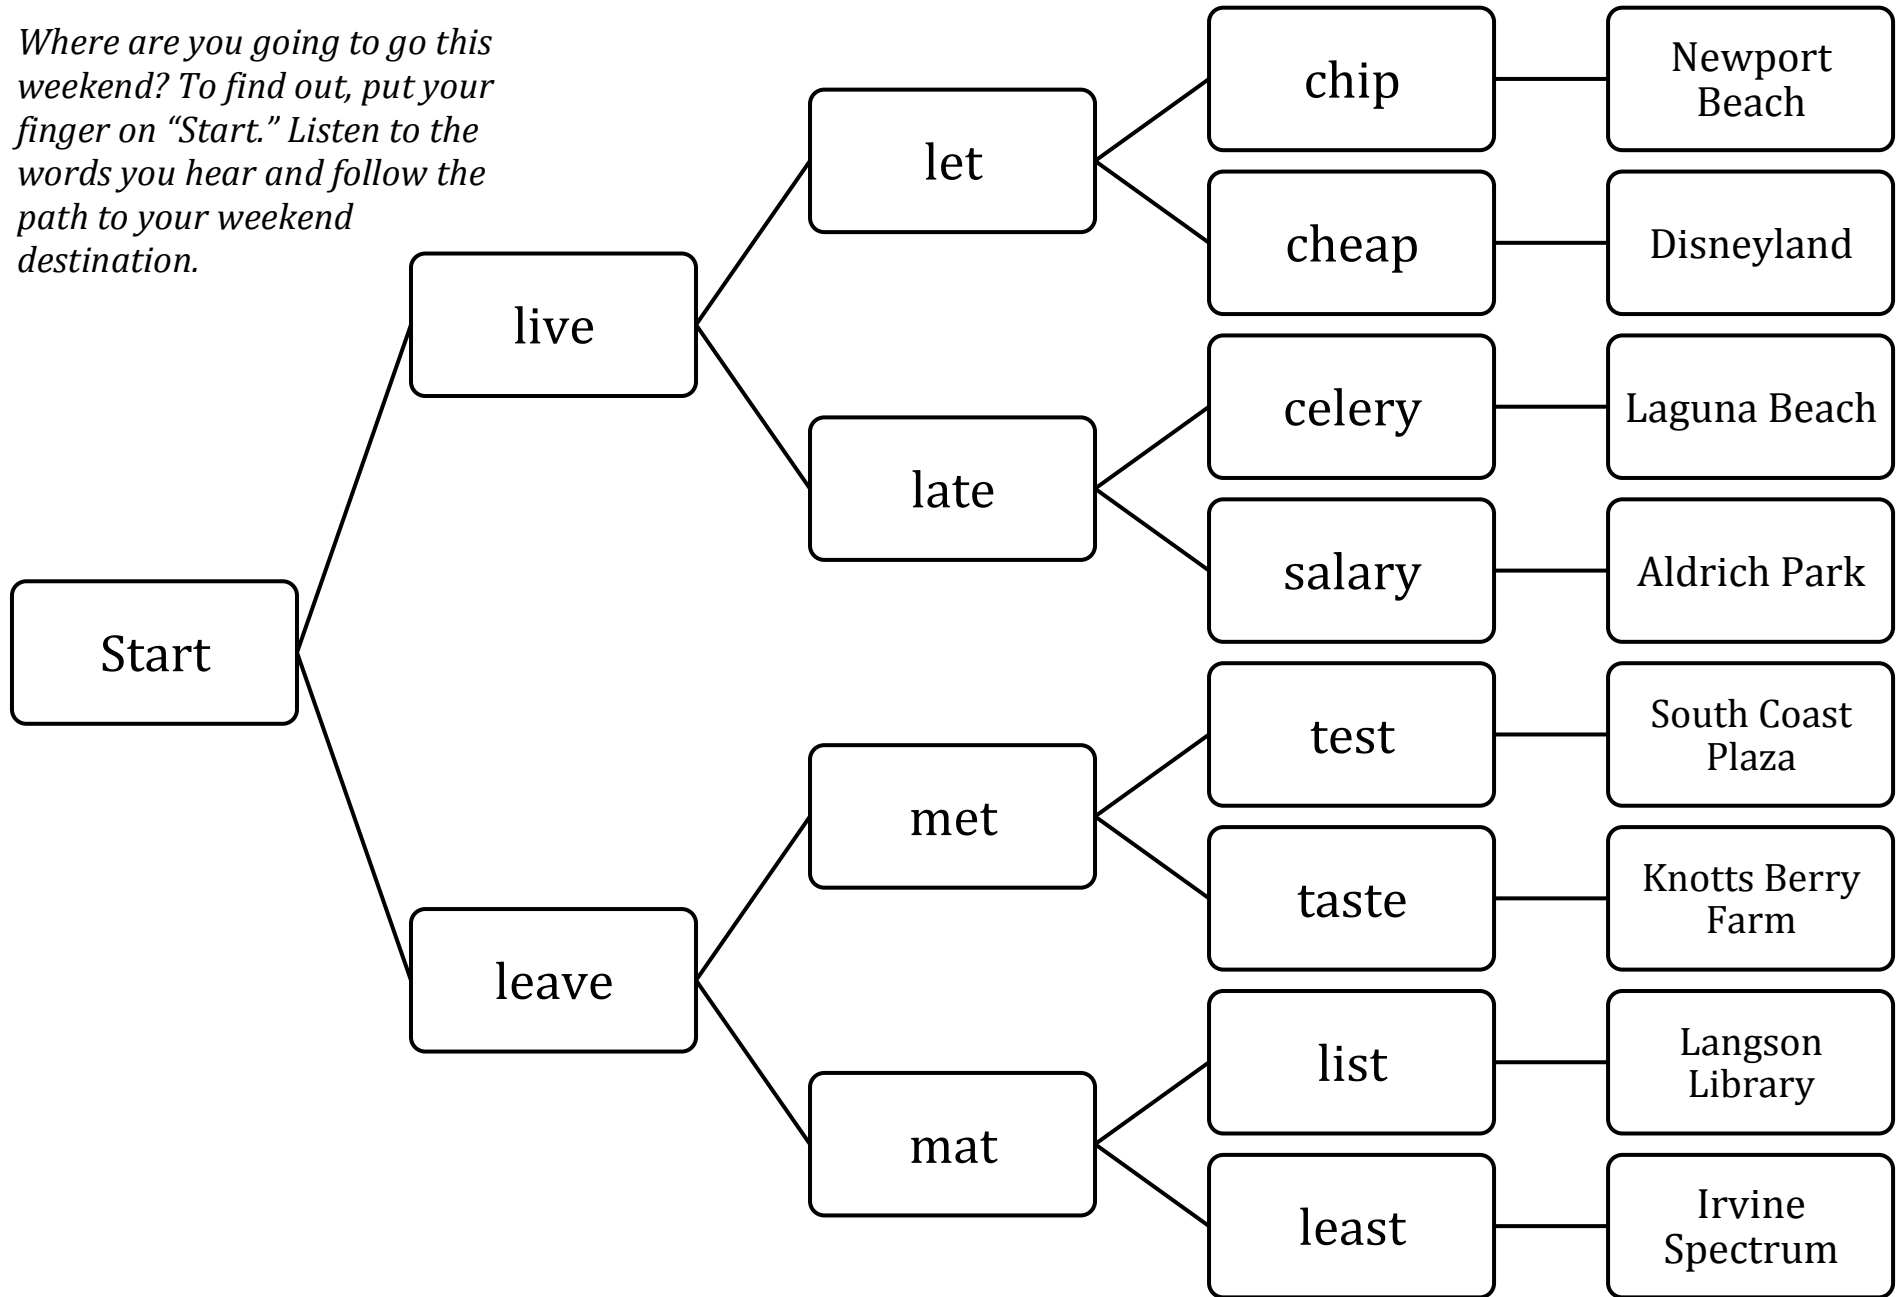 Where are you going to go this
weekend? To find out, put your
finger on “Start.” Listen to the
words you hear and follow the
path to your weekend
destination.
Start
live
leave
let
late
met
mat
chip
cheap
celery
salary
test
taste
list
least
Newport
Beach
Disneyland
Laguna Beach
Aldrich Park
South Coast
Plaza
Knotts Berry
Farm
Langson
Library
Irvine
Spectrum